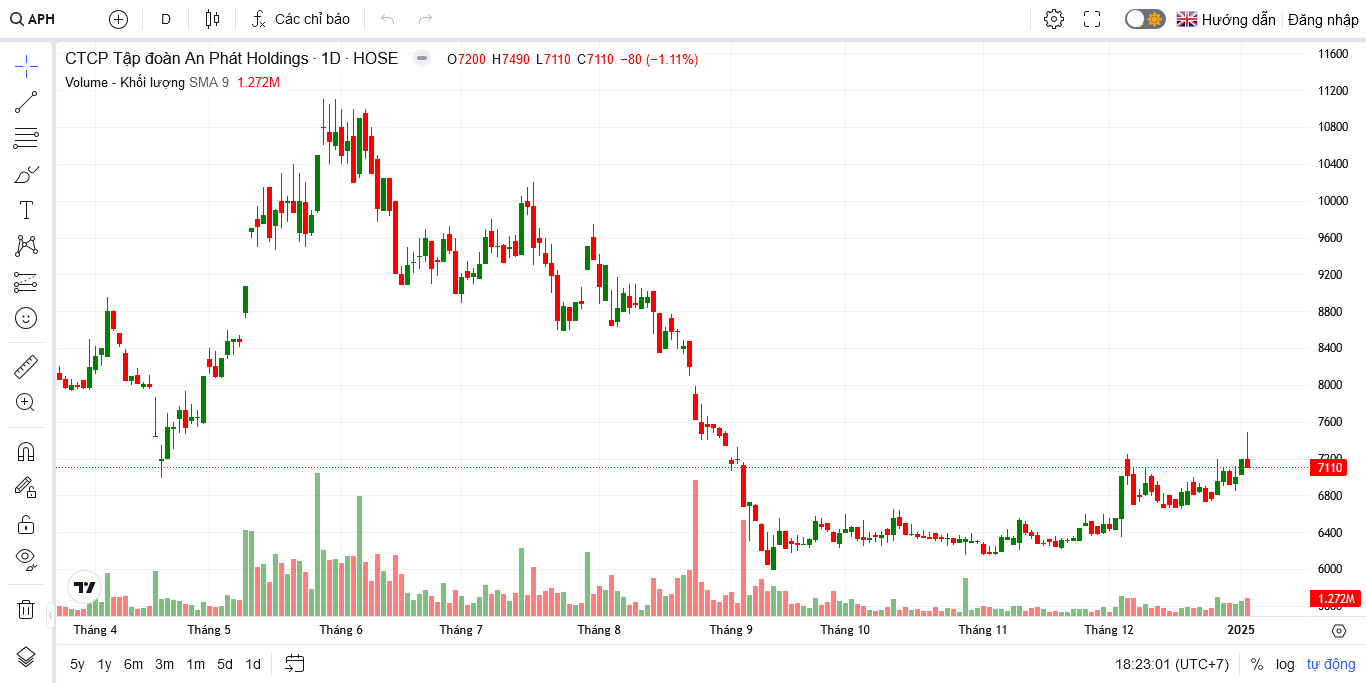 APH D Các chỉ báo Hướng dẫn Đăng nhập
CTCP Tập đoàn An Phát Holdings · 1D · HOSE O7200 H7490 L7110 C7110 −80 (−1.11%)
Volume - Khối lượng SMA 9 1.272M
11600
11200
10800
10400
10000
9600
9200
8800
8400
8000
7600
7200
7110
6800
6400
6000
1.272M
Tháng 4 Tháng 5 Tháng 6 Tháng 7 Tháng 8 Tháng 9 Tháng 10 Tháng 11 Tháng 12 2025
5y 1y 6m 3m 1m 5d 1d 18:23:01 (UTC+7) % log tự động